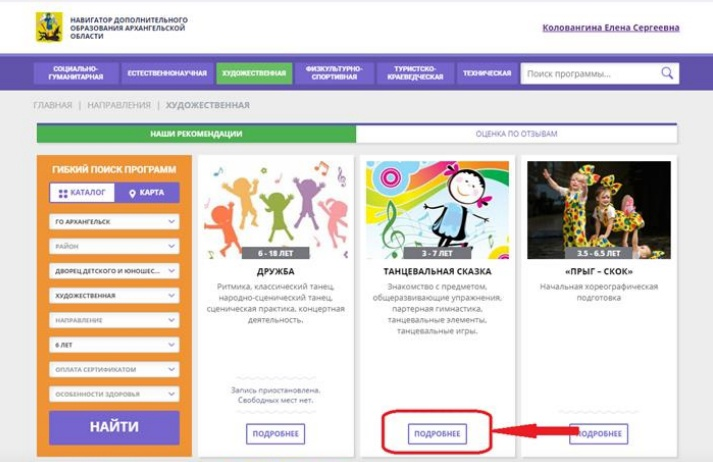 НАВИГАТОР ДОПОЛНИТЕЛЬНОГО
ОБРАЗОВАНИЯ АРХАНГЕЛЬСКОЙ
ОБЛАСТИ
Коловангина Елена Сергеевна
СОЦИАЛЬНО-
ГУМАНИТАРНАЯ
ЕСТЕСТВЕННОНАУЧНАЯ
ХУДОЖЕСТВЕННАЯ
ФИЗКУЛЬТУРНО-
СПОРТИВНАЯ
ТУРИСТСКО-
КРАЕВЕДЧЕСКАЯ
ТЕХНИЧЕСКАЯ
Поиск программы...
ГЛАВНАЯ | НАПРАВЛЕНИЯ | ХУДОЖЕСТВЕННАЯ
НАШИ РЕКОМЕНДАЦИИ
ОЦЕНКА ПО ОТЗЫВАМ
ГИБКИЙ ПОИСК ПРОГРАММ
КАТАЛОГ
КАРТА
ГО АРХАНГЕЛЬСК
РАЙОН
ДВОРЕЦ ДЕТСКОГО И ЮНОШЕС...
ХУДОЖЕСТВЕННАЯ
НАПРАВЛЕНИЕ
6 ЛЕТ
ОПЛАТА СЕРТИФИКАТОМ
ОСОБЕННОСТИ ЗДОРОВЬЯ
НАЙТИ
6 - 18 ЛЕТ
ДРУЖБА
Ритмика, классический танец,
народно-сценический танец,
сценическая практика, концертная
деятельность.
Запись приостановлена.
Свободных мест нет.
ПОДРОБНЕЕ
3 - 7 ЛЕТ
ТАНЦЕВАЛЬНАЯ СКАЗКА
Знакомство с предметом,
общеразвивающие упражнения,
партерная гимнастика,
танцевальные элементы,
танцевальные игры.
ПОДРОБНЕЕ
3.5 - 6.5 ЛЕТ
«ПРЫГ – СКОК»
Начальная хореографическая
подготовка
ПОДРОБНЕЕ